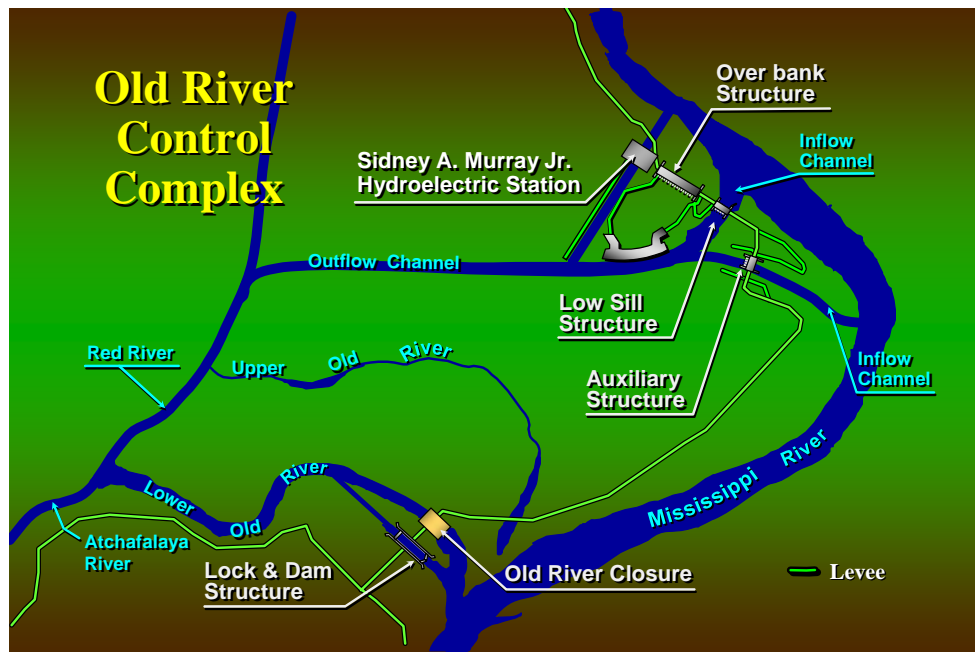 Old River
Control
Complex
Over bank
Structure
Inflow
Channel
Sidney A. Murray Jr.
Hydroelectric Station
Outflow Channel
Low Sill
Structure
Red River
Upper Old River
Inflow
Channel
Auxiliary
Structure
Mississippi River
Lower Old River
Atchafalaya
River
Lock & Dam
Structure
Old River Closure
Levee